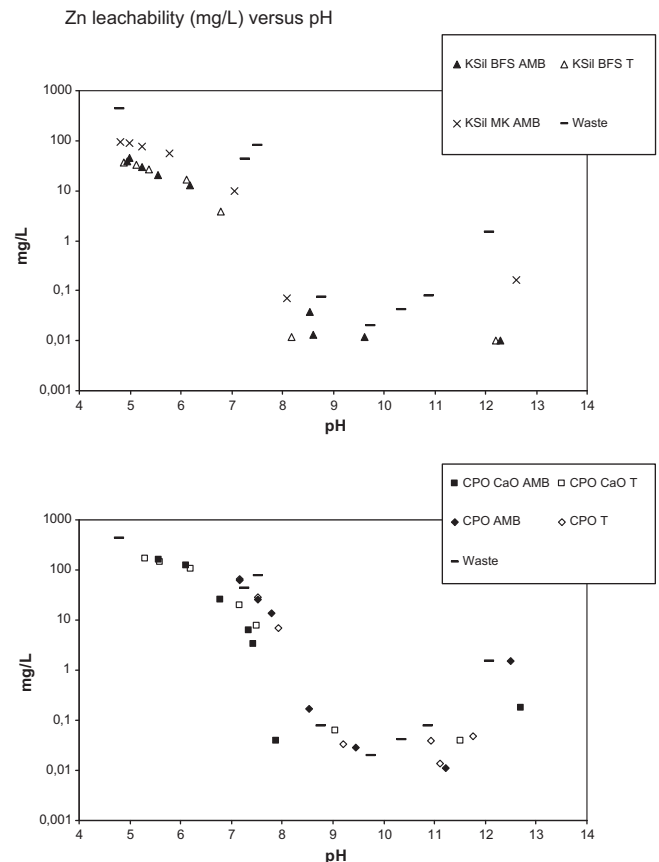 Zn leachability (mg/L) versus pH
▲ KSil BFS AMB △ KSil BFS T
× KSil MK AMB – Waste
1000
100
10
1
0,1
0,01
0,001
mg/L
4 5 6 7 8 9 10 11 12 13 14
pH
■ CPO CaO AMB □ CPO CaO T
◆ CPO AMB ◇ CPO T
– Waste
1000
100
10
1
0,1
0,01
0,001
mg/L
4 5 6 7 8 9 10 11 12 13 14
pH